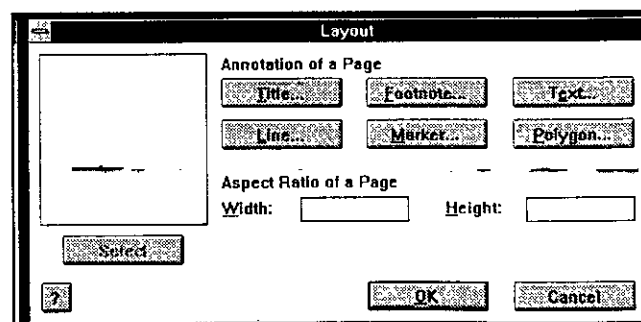 Layout
Annotation of a Page
Title... Footnote... Text...
Line... Marker... Polygon...
Aspect Ratio of a Page
Width: Height:
Select
? OK Cancel